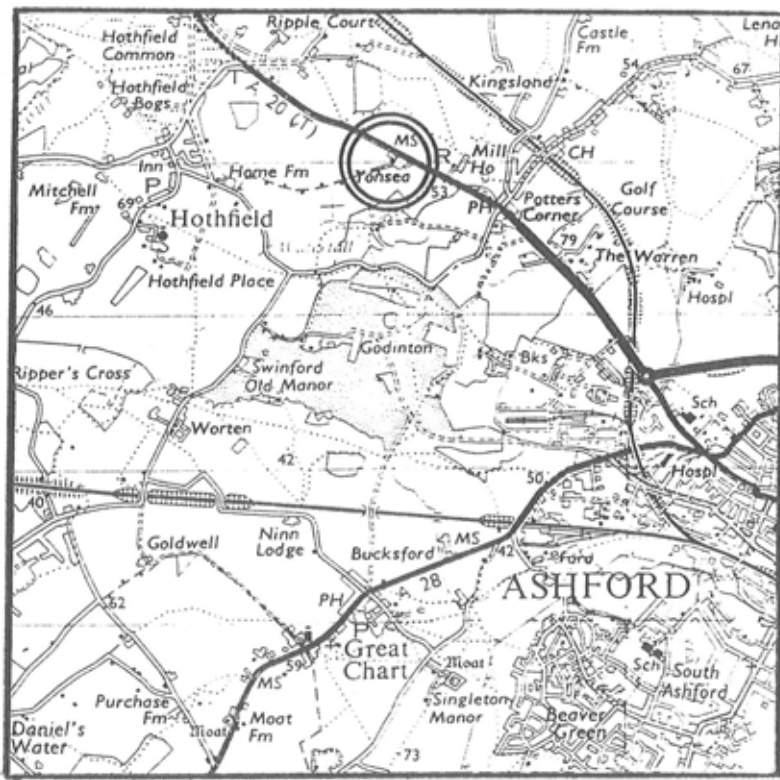 Ripple Court
Hothfield
Common
Castle
Fm
Kingsland
54
67
Hothfield
Bogs
T
A 20 (T)
MS
R
Mill
Ho
CH
Inn
Home Fm
Yonsea
53
PH
Potters
Corner
Golf
Course
Mitchell
Fm
P
69
Hothfield
79
The Warren
Hothfield Place
Hospl
46
Godinton
Bks
Ripper's Cross
Swinford
Old Manor
Sch
Worten
42
50
Hospl
40
Ninn
Lodge
Goldwell
Bucksford
MS
42
Ford
28
ASHFORD
62
PH
P
Great
Chart
59
Moat
Sch
South
Ashford
MS
Purchase
Fm
Singleton
Manor
Moat
Moat
Fm
Beaver
Green
Daniel's
Water
73